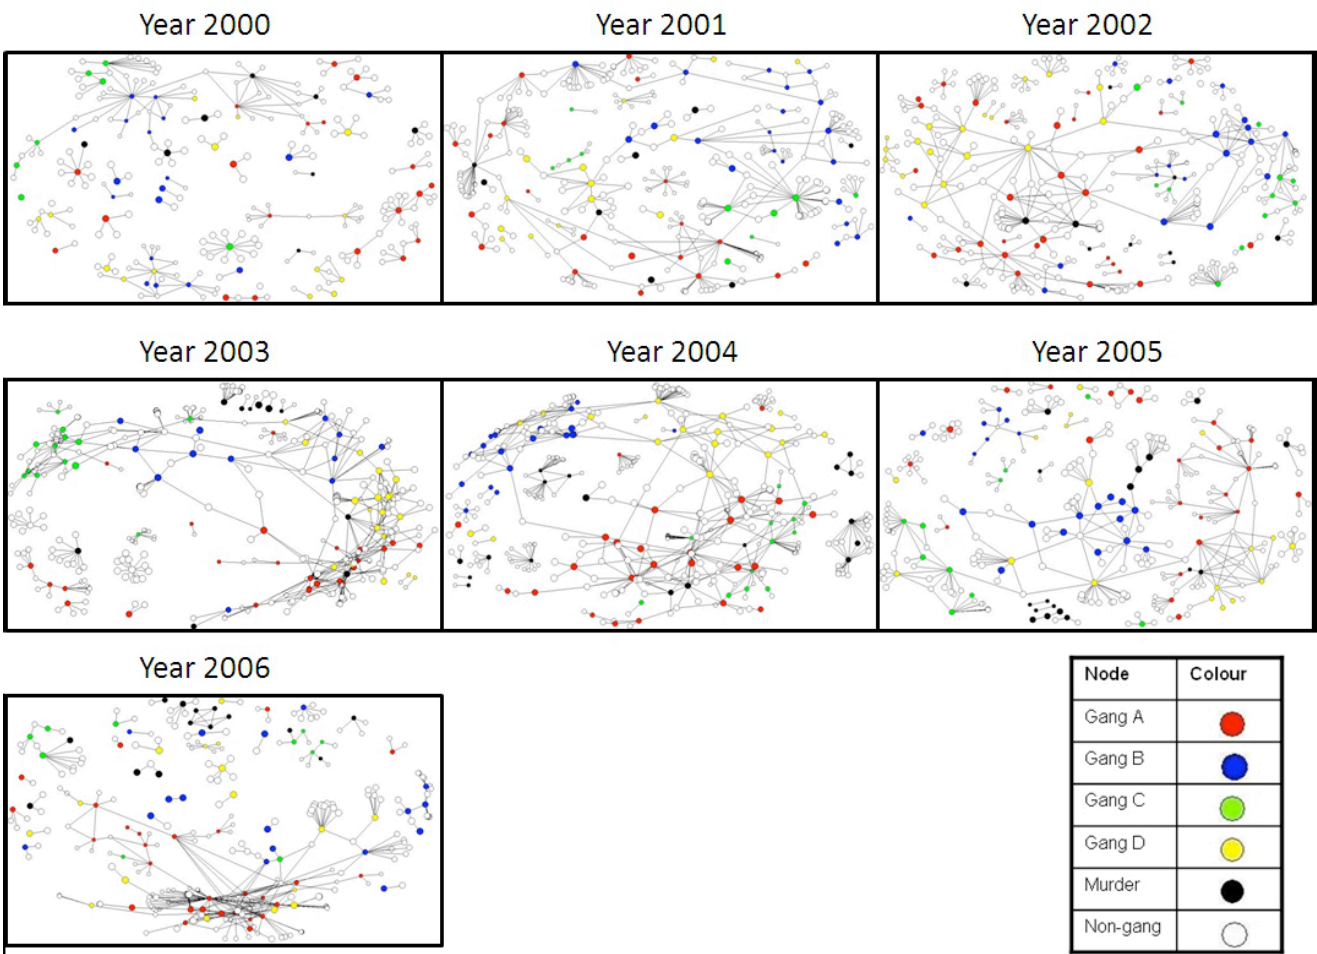 Year 2000
Year 2001
Year 2002
Year 2003
Year 2004
Year 2005
Year 2006
Node Colour
Gang A
Gang B
Gang C
Gang D
Murder
Non-gang